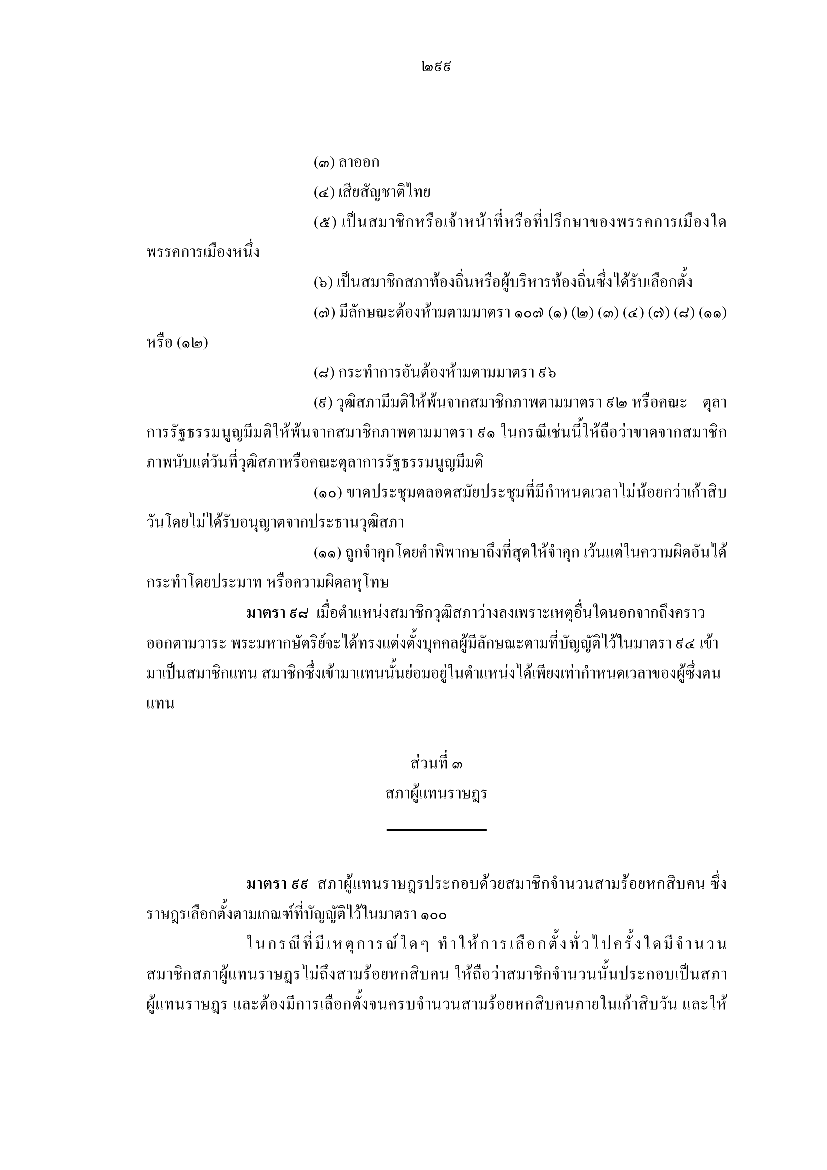 ๒๙๙
(๓) ลาออก
(๔) เสียสัญชาติไทย
(๕) เป็นสมาชิกหรือเจ้าหน้าที่หรือที่ปรึกษาของพรรคการเมืองใด
พรรคการเมืองหนึ่ง
(๖) เป็นสมาชิกสภาท้องถิ่นหรือผู้บริหารท้องถิ่นซึ่งได้รับเลือกตั้ง
(๗) มีลักษณะต้องห้ามตามมาตรา ๑๐๗ (๑) (๒) (๓) (๔) (๗) (๘) (๑๑)
หรือ (๑๒)
(๘) กระทำการอันต้องห้ามตามมาตรา ๙๖
(๙) วุฒิสภามีมติให้พ้นจากสมาชิกภาพตามมาตรา ๙๒ หรือคณะ ตุลา
การรัฐธรรมนูญมีมติให้พ้นจากสมาชิกภาพตามมาตรา ๙๑ ในกรณีเช่นนี้ให้ถือว่าขาดจากสมาชิก
ภาพนับแต่วันที่วุฒิสภาหรือคณะตุลาการรัฐธรรมนูญมีมติ
(๑๐) ขาดประชุมตลอดสมัยประชุมที่มีกำหนดเวลาไม่น้อยกว่าเก้าสิบ
วันโดยไม่ได้รับอนุญาตจากประธานวุฒิสภา
(๑๑) ถูกจำคุกโดยคำพิพากษาถึงที่สุดให้จำคุก เว้นแต่ในความผิดอันได้
กระทำโดยประมาท หรือความผิดลหุโทษ
มาตรา ๙๘ เมื่อตำแหน่งสมาชิกวุฒิสภาว่างลงเพราะเหตุอื่นใดนอกจากถึงคราว
ออกตามวาระ พระมหากษัตริย์จะได้ทรงแต่งตั้งบุคคลผู้มีลักษณะตามที่บัญญัติไว้ในมาตรา ๙๔ เข้า
มาเป็นสมาชิกแทน สมาชิกซึ่งเข้ามาแทนนั้นย่อมอยู่ในตำแหน่งได้เพียงเท่ากำหนดเวลาของผู้ซึ่งตน
แทน
ส่วนที่ ๓
สภาผู้แทนราษฎร
มาตรา ๙๙ สภาผู้แทนราษฎรประกอบด้วยสมาชิกจำนวนสามร้อยหกสิบคน ซึ่ง
ราษฎรเลือกตั้งตามเกณฑ์ที่บัญญัติไว้ในมาตรา ๑๐๐
ในกรณีที่มีเหตุการณ์ใดๆ ทำให้การเลือกตั้งทั่วไปครั้งใดมีจำนวน
สมาชิกสภาผู้แทนราษฎรไม่ถึงสามร้อยหกสิบคน ให้ถือว่าสมาชิกจำนวนนั้นประกอบเป็นสภา
ผู้แทนราษฎร และต้องมีการเลือกตั้งจนครบจำนวนสามร้อยหกสิบคนภายในเก้าสิบวัน และให้